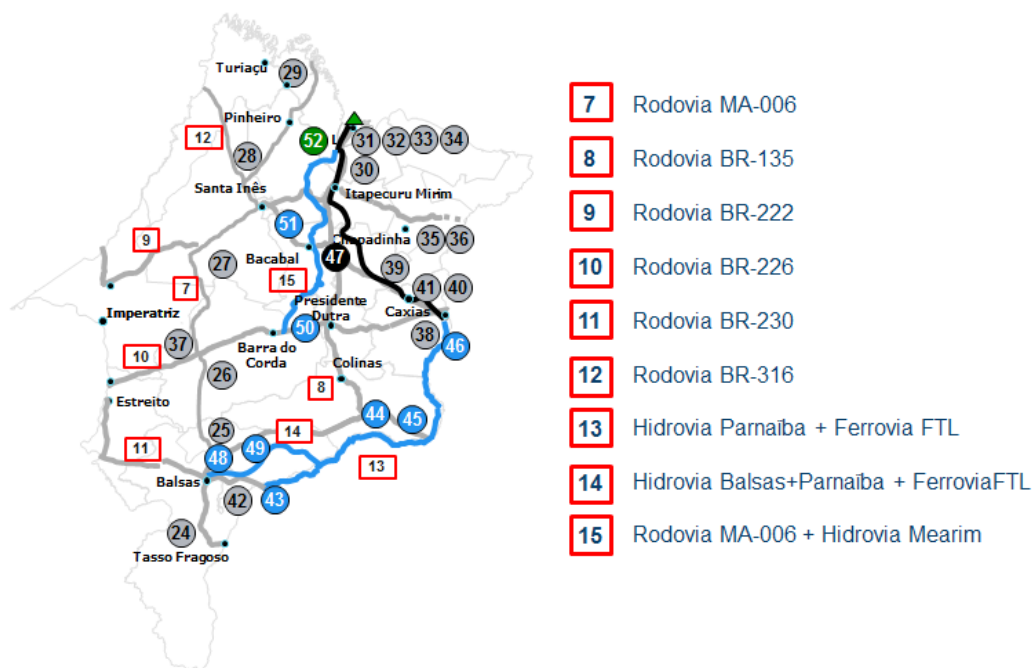 Turiaçu
29
Pinheiro
12
28
52
L
31
32
33
34
30
Santa Inês
Itapecuru Mirim
51
9
Bacabal
Chapadinha
35
36
47
27
39
7
15
41
40
Imperatriz
Presidente
Dutra
Caxias
37
50
38
46
10
Barra do
Corda
26
8
Colinas
Estreito
25
14
44
45
11
48
49
13
Balsas
42
43
24
Tasso Fragoso
7 Rodovia MA-006
8 Rodovia BR-135
9 Rodovia BR-222
10 Rodovia BR-226
11 Rodovia BR-230
12 Rodovia BR-316
13 Hidrovia Parnaíba + Ferrovia FTL
14 Hidrovia Balsas+Parnaíba + FerroviaFTL
15 Rodovia MA-006 + Hidrovia Mearim